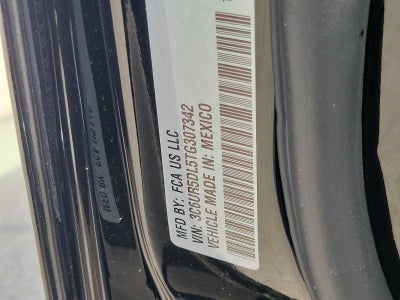 MFD BY: FCA US LLC
VIN: 3C6UR5DL5TG307342
VEHICLE MADE IN: MEXICO